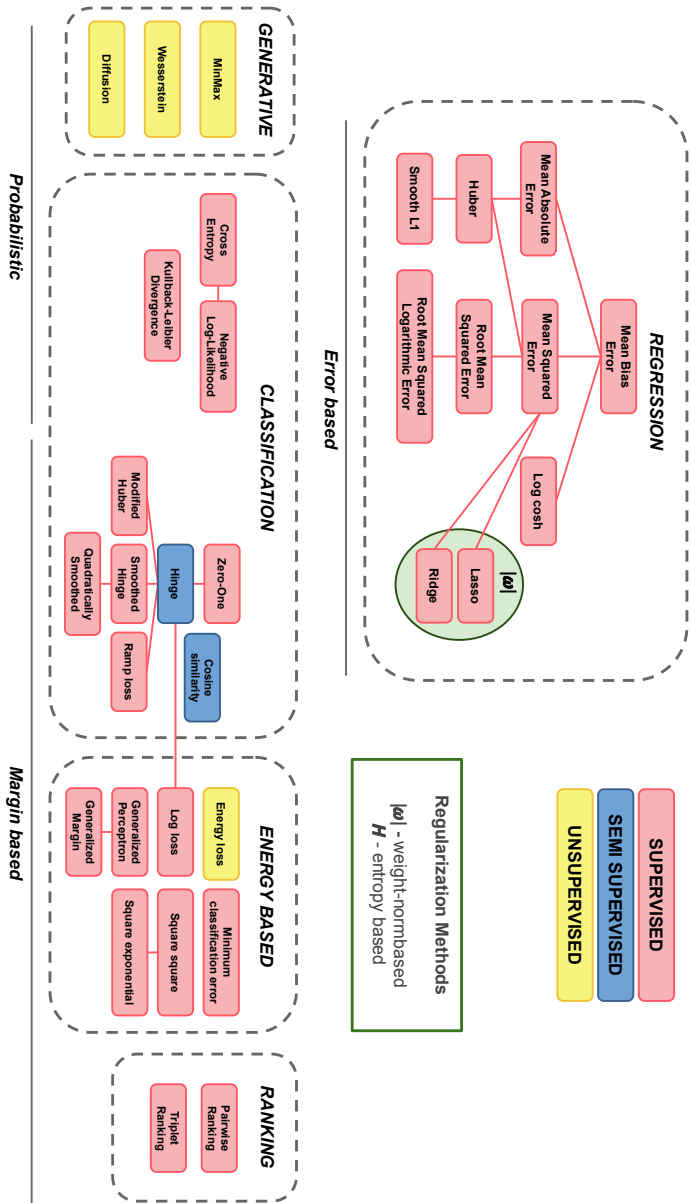 REGRESSION
Mean Bias
Error
Mean Absolute
Error
Mean Squared
Error
Log cosh
|ω|
Lasso
Ridge
Huber
Root Mean
Squared Error
Smooth L1
Root Mean Squared
Logarithmic Error
Error based
SUPERVISED
SEMI SUPERVISED
UNSUPERVISED
Regularization Methods
|ω| - weight-normbased
H - entropy based
GENERATIVE
MinMax
Wesserstein
Diffusion
CLASSIFICATION
Cross
Entropy
Negative
Log-Likelihood
Kullback-Leibler
Divergence
Zero-One
Cosine
similarity
Hinge
Modified
Huber
Smoothed
Hinge
Ramp loss
Quadratically
Smoothed
ENERGY BASED
Energy loss
Minimum
classification error
Log loss
Square square
Generalized
Perceptron
Square exponential
Generalized
Margin
RANKING
Pairwise
Ranking
Triplet
Ranking
Probabilistic
Margin based